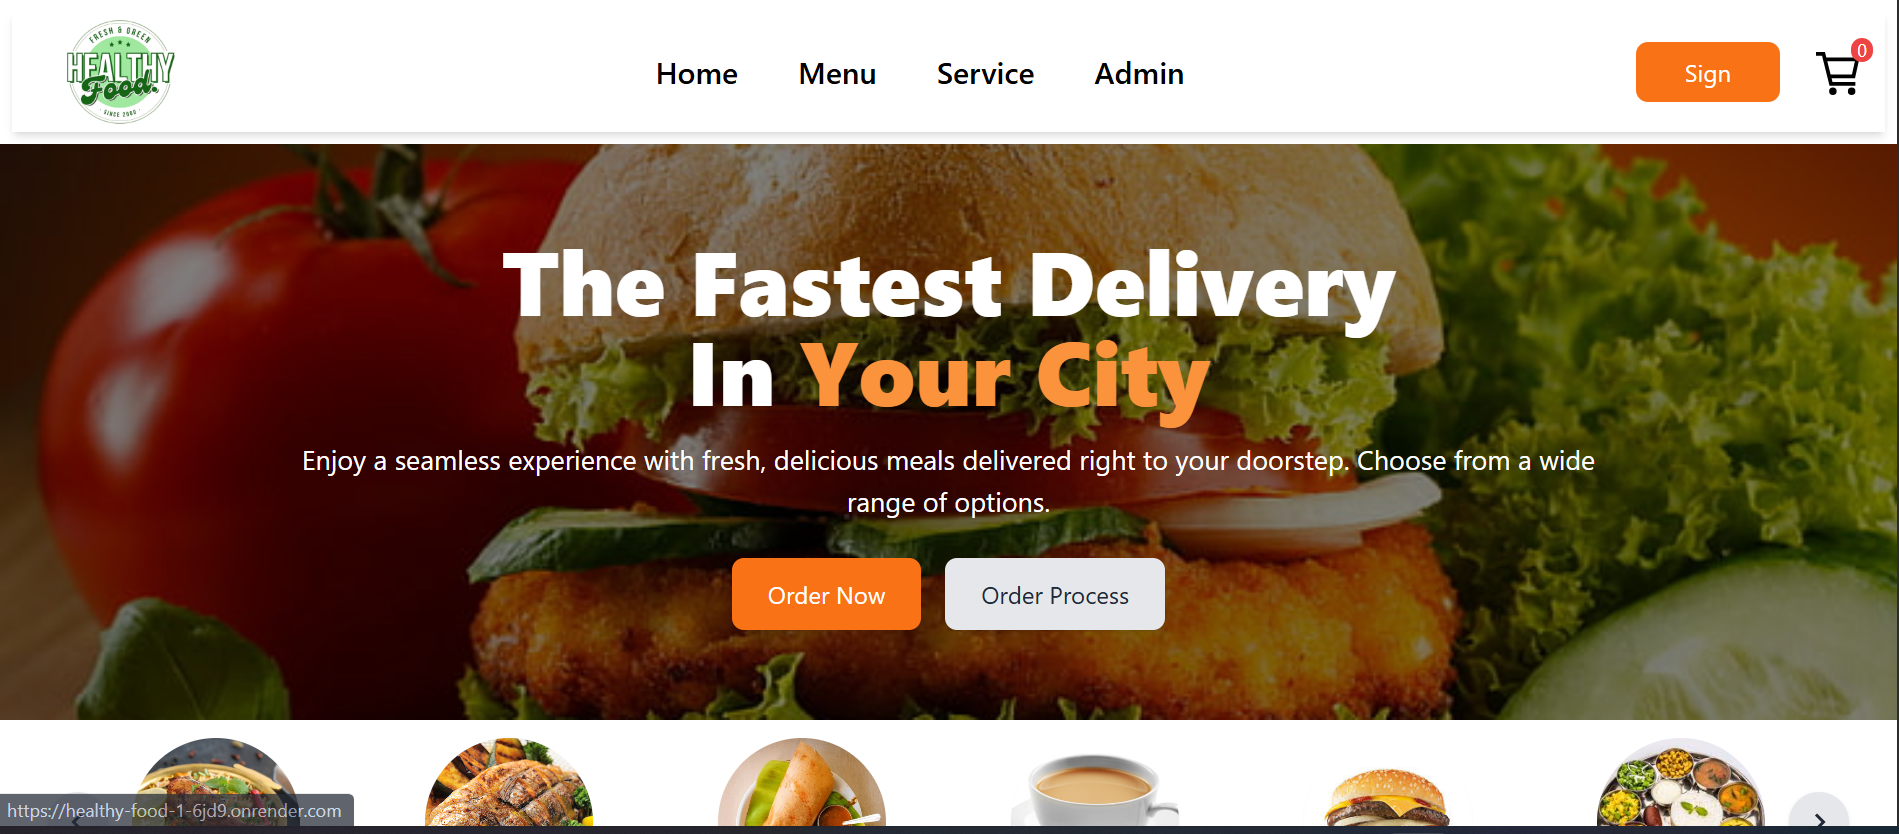 FRESH & GREEN
HEALTHY
Food.
SINCE 2000
Home
Menu
Service
Admin
Sign
0
The Fastest Delivery
In Your City
Enjoy a seamless experience with fresh, delicious meals delivered right to your doorstep. Choose from a wide
range of options.
Order Now
Order Process
https://healthy-food-1-6jd9.onrender.com